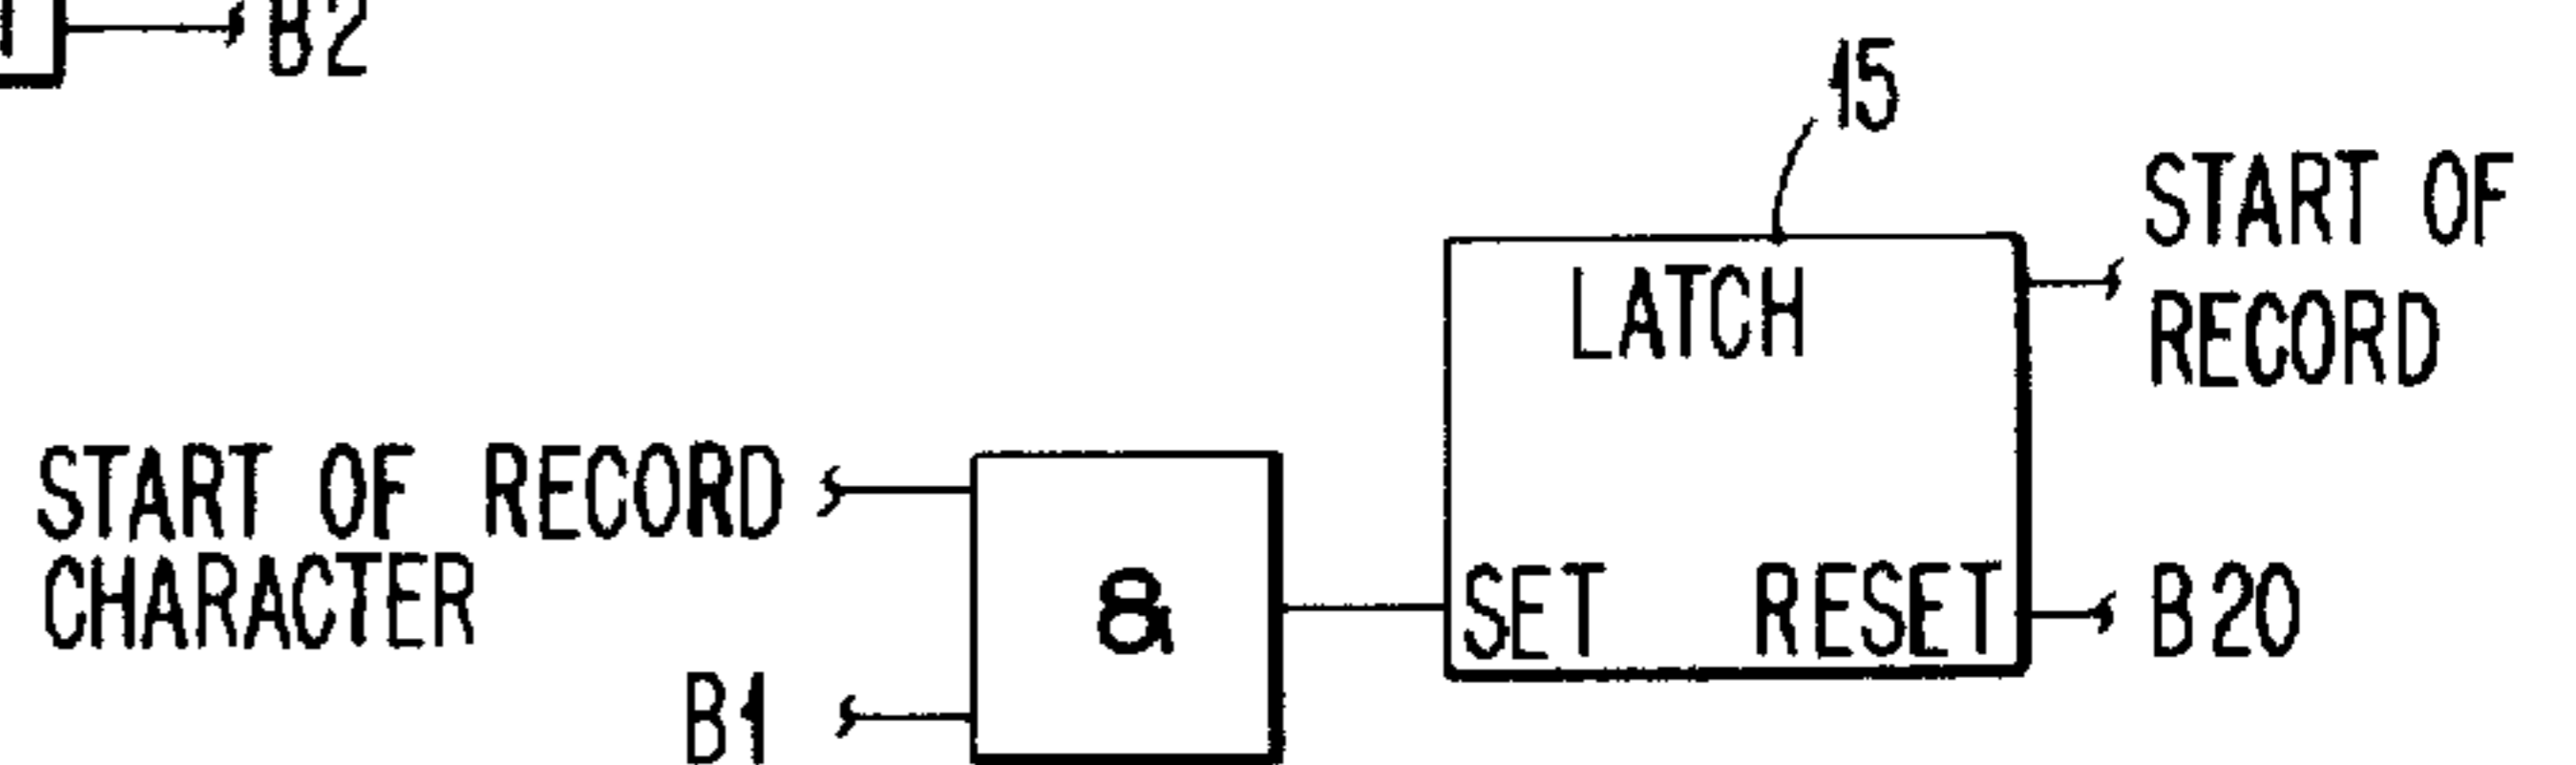 B2
15
START OF
RECORD
LATCH
START OF RECORD
CHARACTER
&
SET RESET
B20
B1